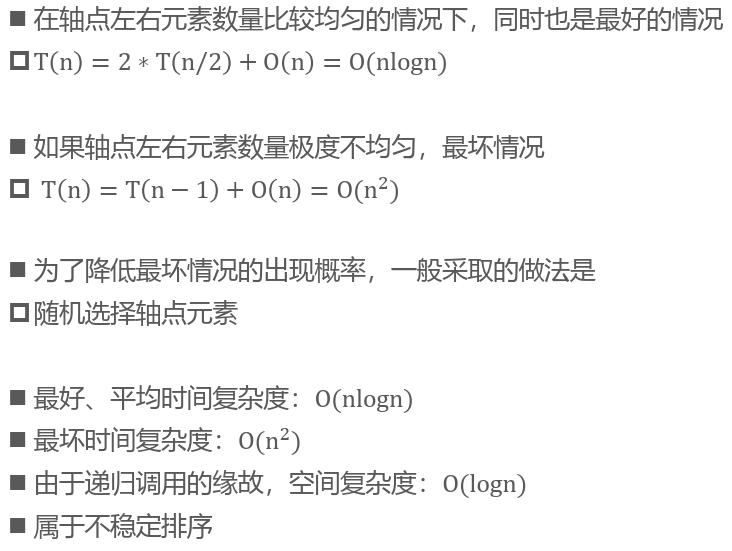 ■ 在轴点左右元素数量比较均匀的情况下，同时也是最好的情况
□ T(n) = 2 ∗ T(n/2) + O(n) = O(nlogn)
■ 如果轴点左右元素数量极度不均匀，最坏情况
□ T(n) = T(n − 1) + O(n) = O(n²)
■ 为了降低最坏情况的出现概率，一般采取的做法是
□ 随机选择轴点元素
■ 最好、平均时间复杂度：O(nlogn)
■ 最坏时间复杂度：O(n²)
■ 由于递归调用的缘故，空间复杂度：O(logn)
■ 属于不稳定排序